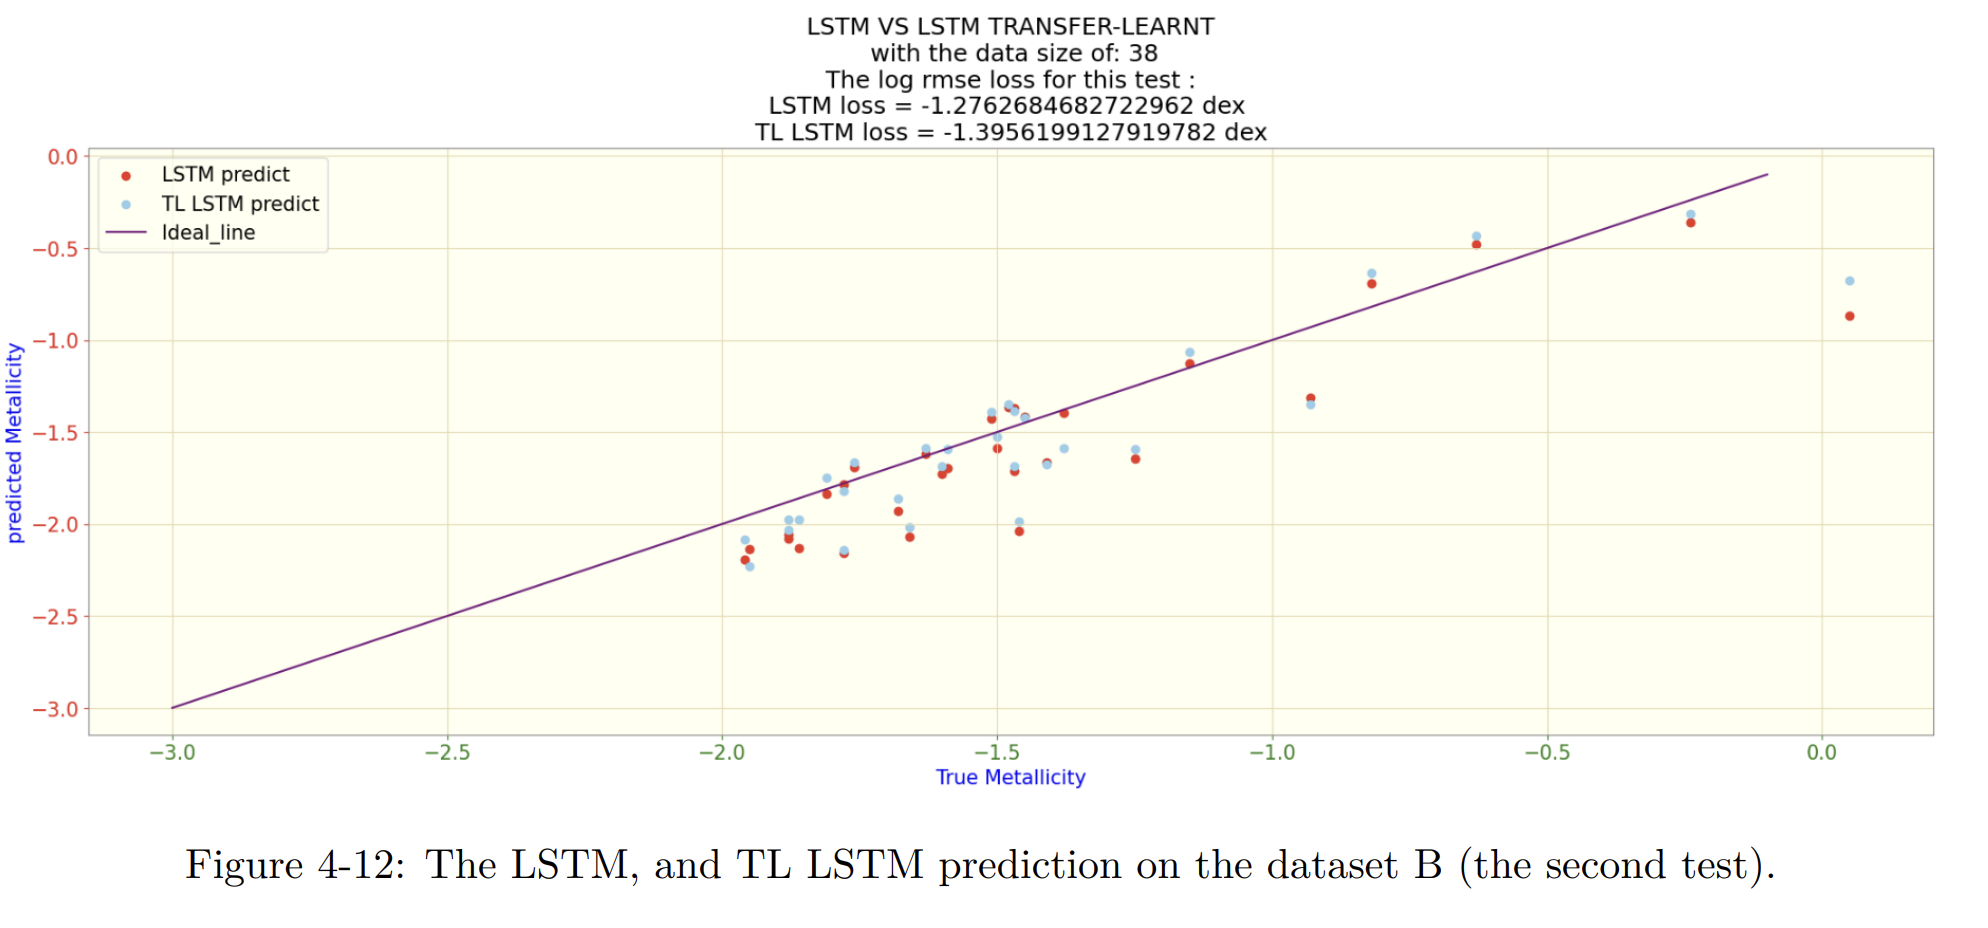 LSTM VS LSTM TRANSFER-LEARNT
with the data size of: 38
The log rmse loss for this test :
LSTM loss = -1.2762684682722962 dex
TL LSTM loss = -1.3956199127919782 dex
LSTM predict
TL LSTM predict
Ideal_line
0.0
−0.5
−1.0
−1.5
−2.0
−2.5
−3.0
predicted Metallicity
−3.0 −2.5 −2.0 −1.5 −1.0 −0.5 0.0
True Metallicity
Figure 4-12: The LSTM, and TL LSTM prediction on the dataset B (the second test).